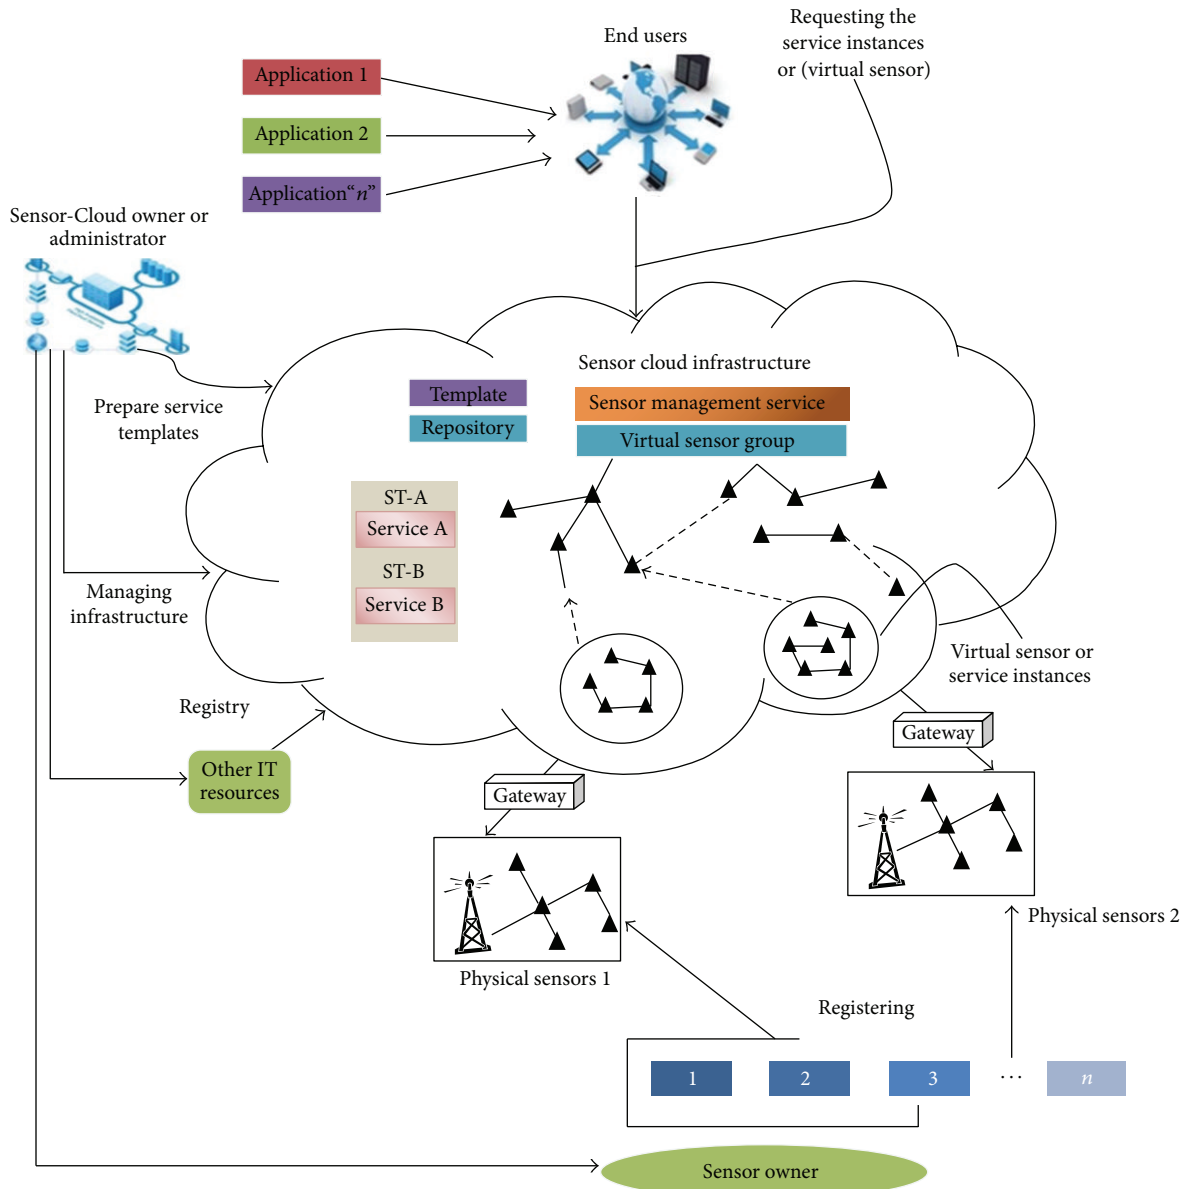 End users
Requesting the
service instances
or (virtual sensor)
Application 1
Application 2
Application“n”
Sensor-Cloud owner or
administrator
Prepare service
templates
Sensor cloud infrastructure
Template
Repository
Sensor management service
Virtual sensor group
ST-A
Service A
ST-B
Service B
Managing
infrastructure
Virtual sensor or
service instances
Registry
Other IT
resources
Gateway
Gateway
Physical sensors 1
Physical sensors 2
Registering
1 2 3 ... n
Sensor owner